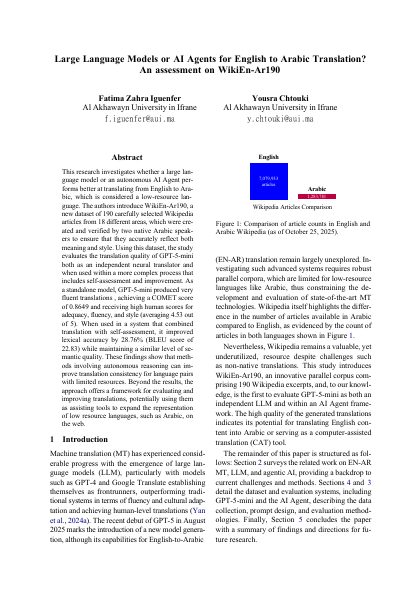 Large Language Models or AI Agents for English to Arabic Translation?
An assessment on WikiEn-Ar190
Fatima Zahra Iguenfer
Al Akhawayn University in Ifrane
f.iguenfer@aui.ma
Yousra Chtouki
Al Akhawayn University in Ifrane
y.chtouki@aui.ma
Abstract
This research investigates whether a large lan-
guage model or an autonomous AI Agent per-
forms better at translating from English to Ara-
bic, which is considered a low-resource lan-
guage. The authors introduce WikiEn-Ar190, a
new dataset of 190 carefully selected Wikipedia
articles from 18 different areas, which were cre-
ated and verified by two native Arabic speak-
ers to ensure that they accurately reflect both
meaning and style. Using this dataset, the study
evaluates the translation quality of GPT-5-mini
both as an independent neural translator and
when used within a more complex process that
includes self-assessment and improvement. As
a standalone model, GPT-5-mini produced very
fluent translations , achieving a COMET score
of 0.8649 and receiving high human scores for
adequacy, fluency, and style (averaging 4.53 out
of 5). When used in a system that combined
translation with self-assessment, it improved
lexical accuracy by 28.76% (BLEU score of
22.83) while maintaining a similar level of se-
mantic quality. These findings show that meth-
ods involving autonomous reasoning can im-
prove translation consistency for language pairs
with limited resources. Beyond the results, the
approach offers a framework for evaluating and
improving translations, potentially using them
as assisting tools to expand the representation
of low resource languages, such as Arabic, on
the web.
1 Introduction
Machine translation (MT) has experienced consid-
erable progress with the emergence of large lan-
guage models (LLM), particularly with models
such as GPT-4 and Google Translate establishing
themselves as frontrunners, outperforming tradi-
tional systems in terms of fluency and cultural adap-
tation and achieving human-level translations (Yan
et al., 2024a). The recent debut of GPT-5 in August
2025 marks the introduction of a new model gener-
ation, although its capabilities for English-to-Arabic
English
articles
Arabic
Wikipedia Articles Comparison
Figure 1: Comparison of article counts in English and
Arabic Wikipedia (as of October 25, 2025).
(EN-AR) translation remain largely unexplored. In-
vestigating such advanced systems requires robust
parallel corpora, which are limited for low-resource
languages like Arabic, thus constraining the devel-
opment and evaluation of state-of-the-art MT
technologies. Wikipedia itself highlights the differ-
ence in the number of articles available in Arabic
compared to English, as evidenced by the count of
articles in both languages shown in Figure 1.
Nevertheless, Wikipedia remains a valuable, yet
underutilized, resource despite challenges such
as non-native translations. This study introduces
WikiEn-Ar190, an innovative parallel corpus com-
prising 190 Wikipedia excerpts, and, to our knowl-
edge, is the first to evaluate GPT-5-mini as both an
independent LLM and within an AI Agent frame-
work. The high quality of the generated translations
indicates its potential for translating English con-
tent into Arabic or serving as a computer-assisted
translation (CAT) tool.
The remainder of this paper is structured as fol-
lows: Section 2 surveys the related work on EN-AR
MT, LLM, and agentic AI, providing a backdrop to
current challenges and methods. Sections 4 and 3
detail the dataset and evaluation systems, including
GPT-5-mini and the AI Agent, describing the data
collection, prompt design, and evaluation method-
ologies. Finally, Section 5 concludes the paper
with a summary of findings and directions for fu-
ture research.